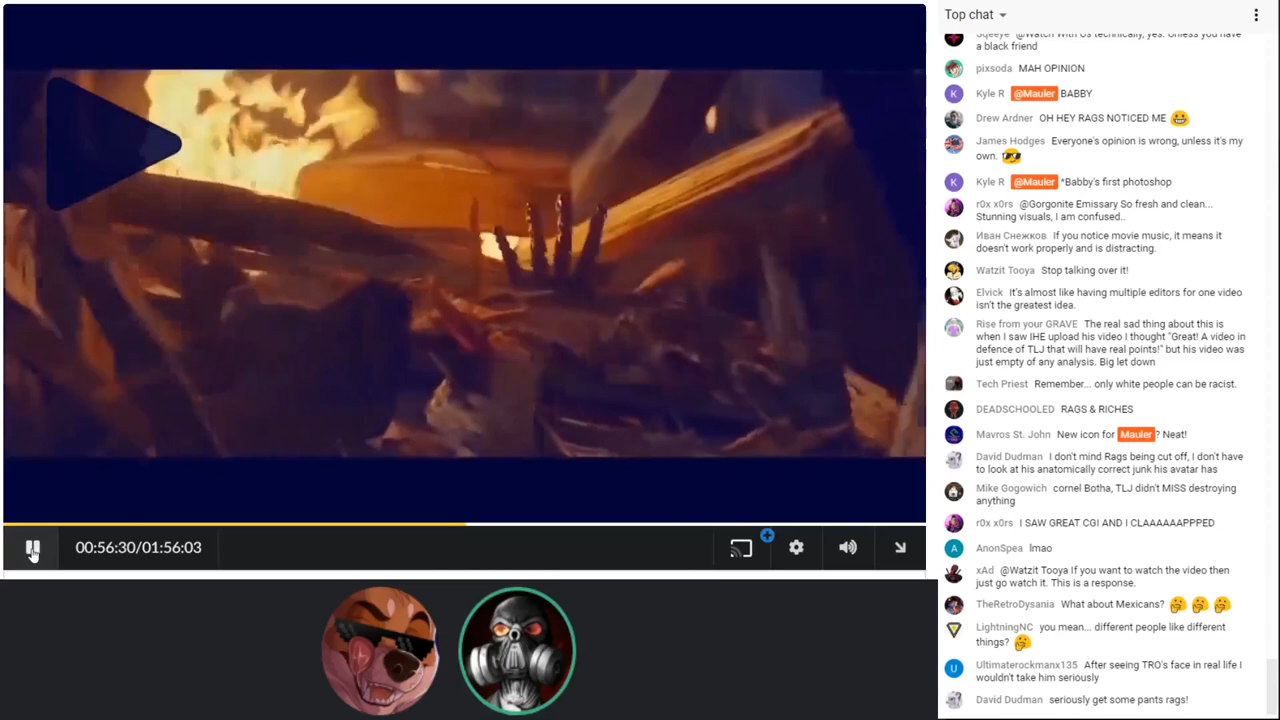 Top chat
Sqeeye @Watch With Us technically, yes. Unless you have
a black friend
pixsoda MAH OPINION
K
Kyle R @Mauler BABBY
Drew Ardner OH HEY RAGS NOTICED ME
James Hodges Everyone's opinion is wrong, unless it's my
own.
K
Kyle R @Mauler *Babby's first photoshop
r0x x0rs @Gorgonite Emissary So fresh and clean...
Stunning visuals, I am confused..
Иван Снежков If you notice movie music, it means it
doesn't work properly and is distracting.
Watzit Tooya Stop talking over it!
Elvick It's almost like having multiple editors for one video
isn't the greatest idea.
Rise from your GRAVE The real sad thing about this is
when I saw IHE upload his video I thought "Great! A video in
defence of TLJ that will have real points!" but his video was
just empty of any analysis. Big let down
Tech Priest Remember... only white people can be racist.
DEADSCHOOLED RAGS & RICHES
Mavros St. John New icon for Mauler ? Neat!
David Dudman I don't mind Rags being cut off, I don't have
to look at his anatomically correct junk his avatar has
Mike Gogowich cornel Botha, TLJ didn't MISS destroying
anything
r0x x0rs I SAW GREAT CGI AND I CLAAAAAAPPPED
A
AnonSpea lmao
xAd @Watzit Tooya If you want to watch the video then
just go watch it. This is a response.
TheRetroDysania What about Mexicans?
LightningNC you mean... different people like different
things?
U
Ultimaterockmanx135 After seeing TRO's face in real life I
wouldn't take him seriously
David Dudman seriously get some pants rags!
00:56:30/01:56:03